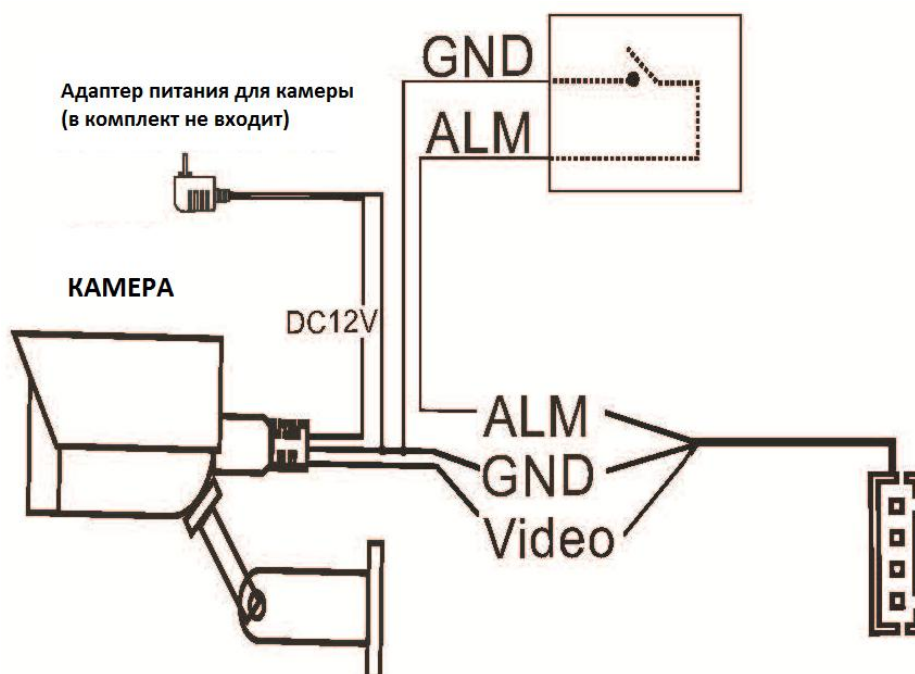 GND
Адаптер питания для камеры
(в комплект не входит)
ALM
КАМЕРА
DC12V
ALM
GND
Video